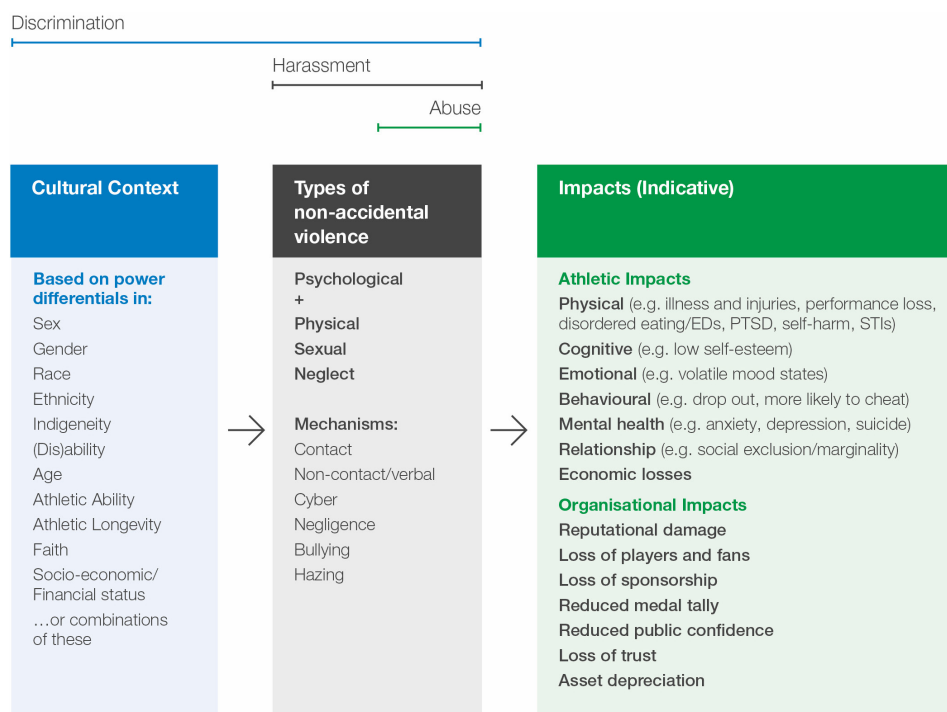 Discrimination
Harassment
Abuse
Cultural Context
Based on power
differentials in:
Sex
Gender
Race
Ethnicity
Indigeneity
(Dis)ability
Age
Athletic Ability
Athletic Longevity
Faith
Socio-economic/
Financial status
…or combinations
of these
Types of
non-accidental
violence
Psychological
+
Physical
Sexual
Neglect
Mechanisms:
Contact
Non-contact/verbal
Cyber
Negligence
Bullying
Hazing
Impacts (Indicative)
Athletic Impacts
Physical (e.g. illness and injuries, performance loss,
disordered eating/EDs, PTSD, self-harm, STIs)
Cognitive (e.g. low self-esteem)
Emotional (e.g. volatile mood states)
Behavioural (e.g. drop out, more likely to cheat)
Mental health (e.g. anxiety, depression, suicide)
Relationship (e.g. social exclusion/marginality)
Economic losses
Organisational Impacts
Reputational damage
Loss of players and fans
Loss of sponsorship
Reduced medal tally
Reduced public confidence
Loss of trust
Asset depreciation